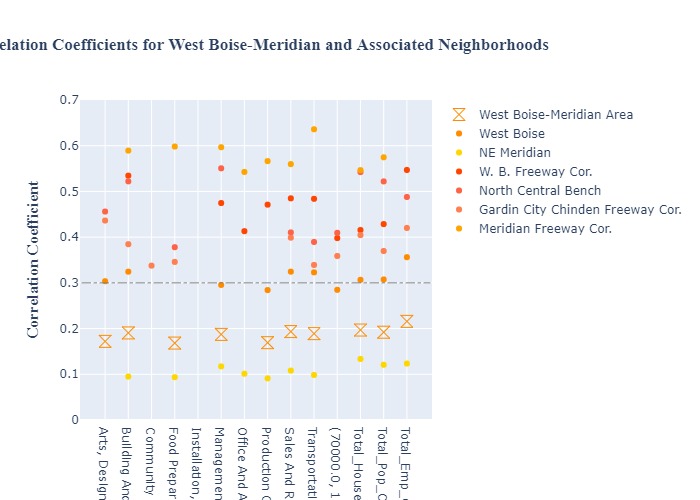 elation Coefficients for West Boise-Meridian and Associated Neighborhoods
0.7
0.6
0.5
0.4
0.3
0.2
0.1
0
Correlation Coefficient
Arts, Design
Building And
Community
Food Prepar
Installation,
Managemen
Office And A
Production O
Sales And R
Transportati
(70000.0, 1
Total_House
Total_Pop_C
Total_Emp_
West Boise-Meridian Area
West Boise
NE Meridian
W. B. Freeway Cor.
North Central Bench
Gardin City Chinden Freeway Cor.
Meridian Freeway Cor.